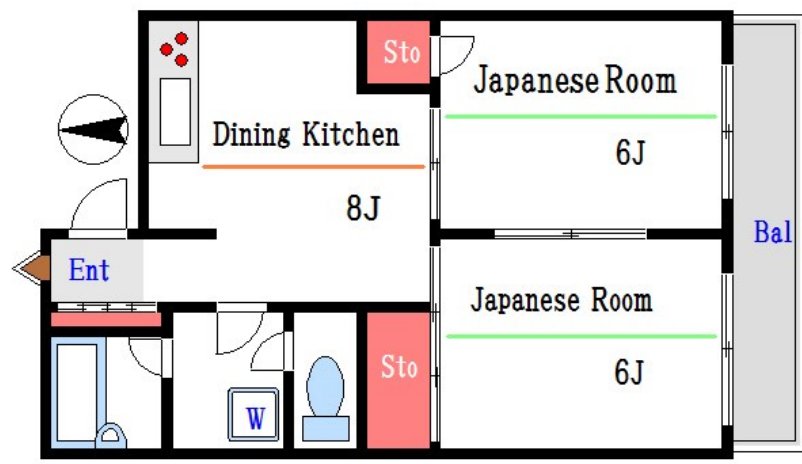 Sto
Japanese Room
Dining Kitchen
6J
8J
Bal
Ent
Japanese Room
Sto
6J
W